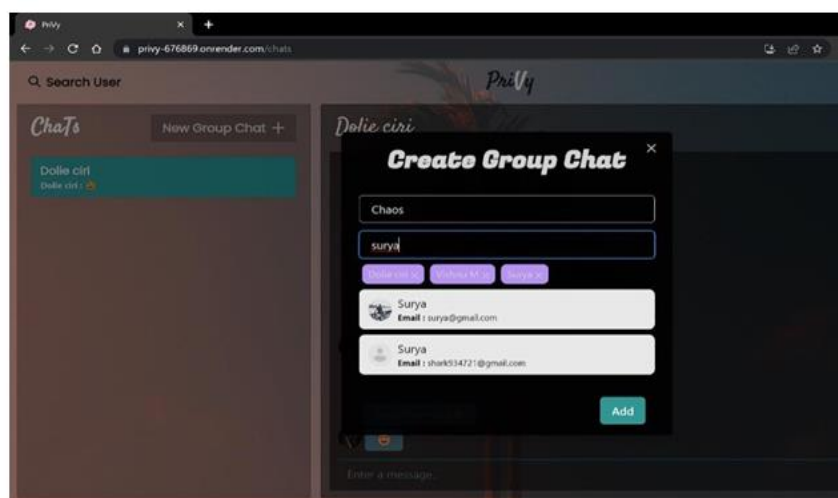 PriVy
privy-676869.onrender.com/chats
Search User
PriVy
ChaTs
New Group Chat +
Dolie ciri
Dolie ciri :
Dolie ciri
Create Group Chat
Chaos
surya
Dolie ciri x Vishnu M x Surya x
Surya
Email : surya@gmail.com
Surya
Email : shark934721@gmail.com
Add
Enter a message..